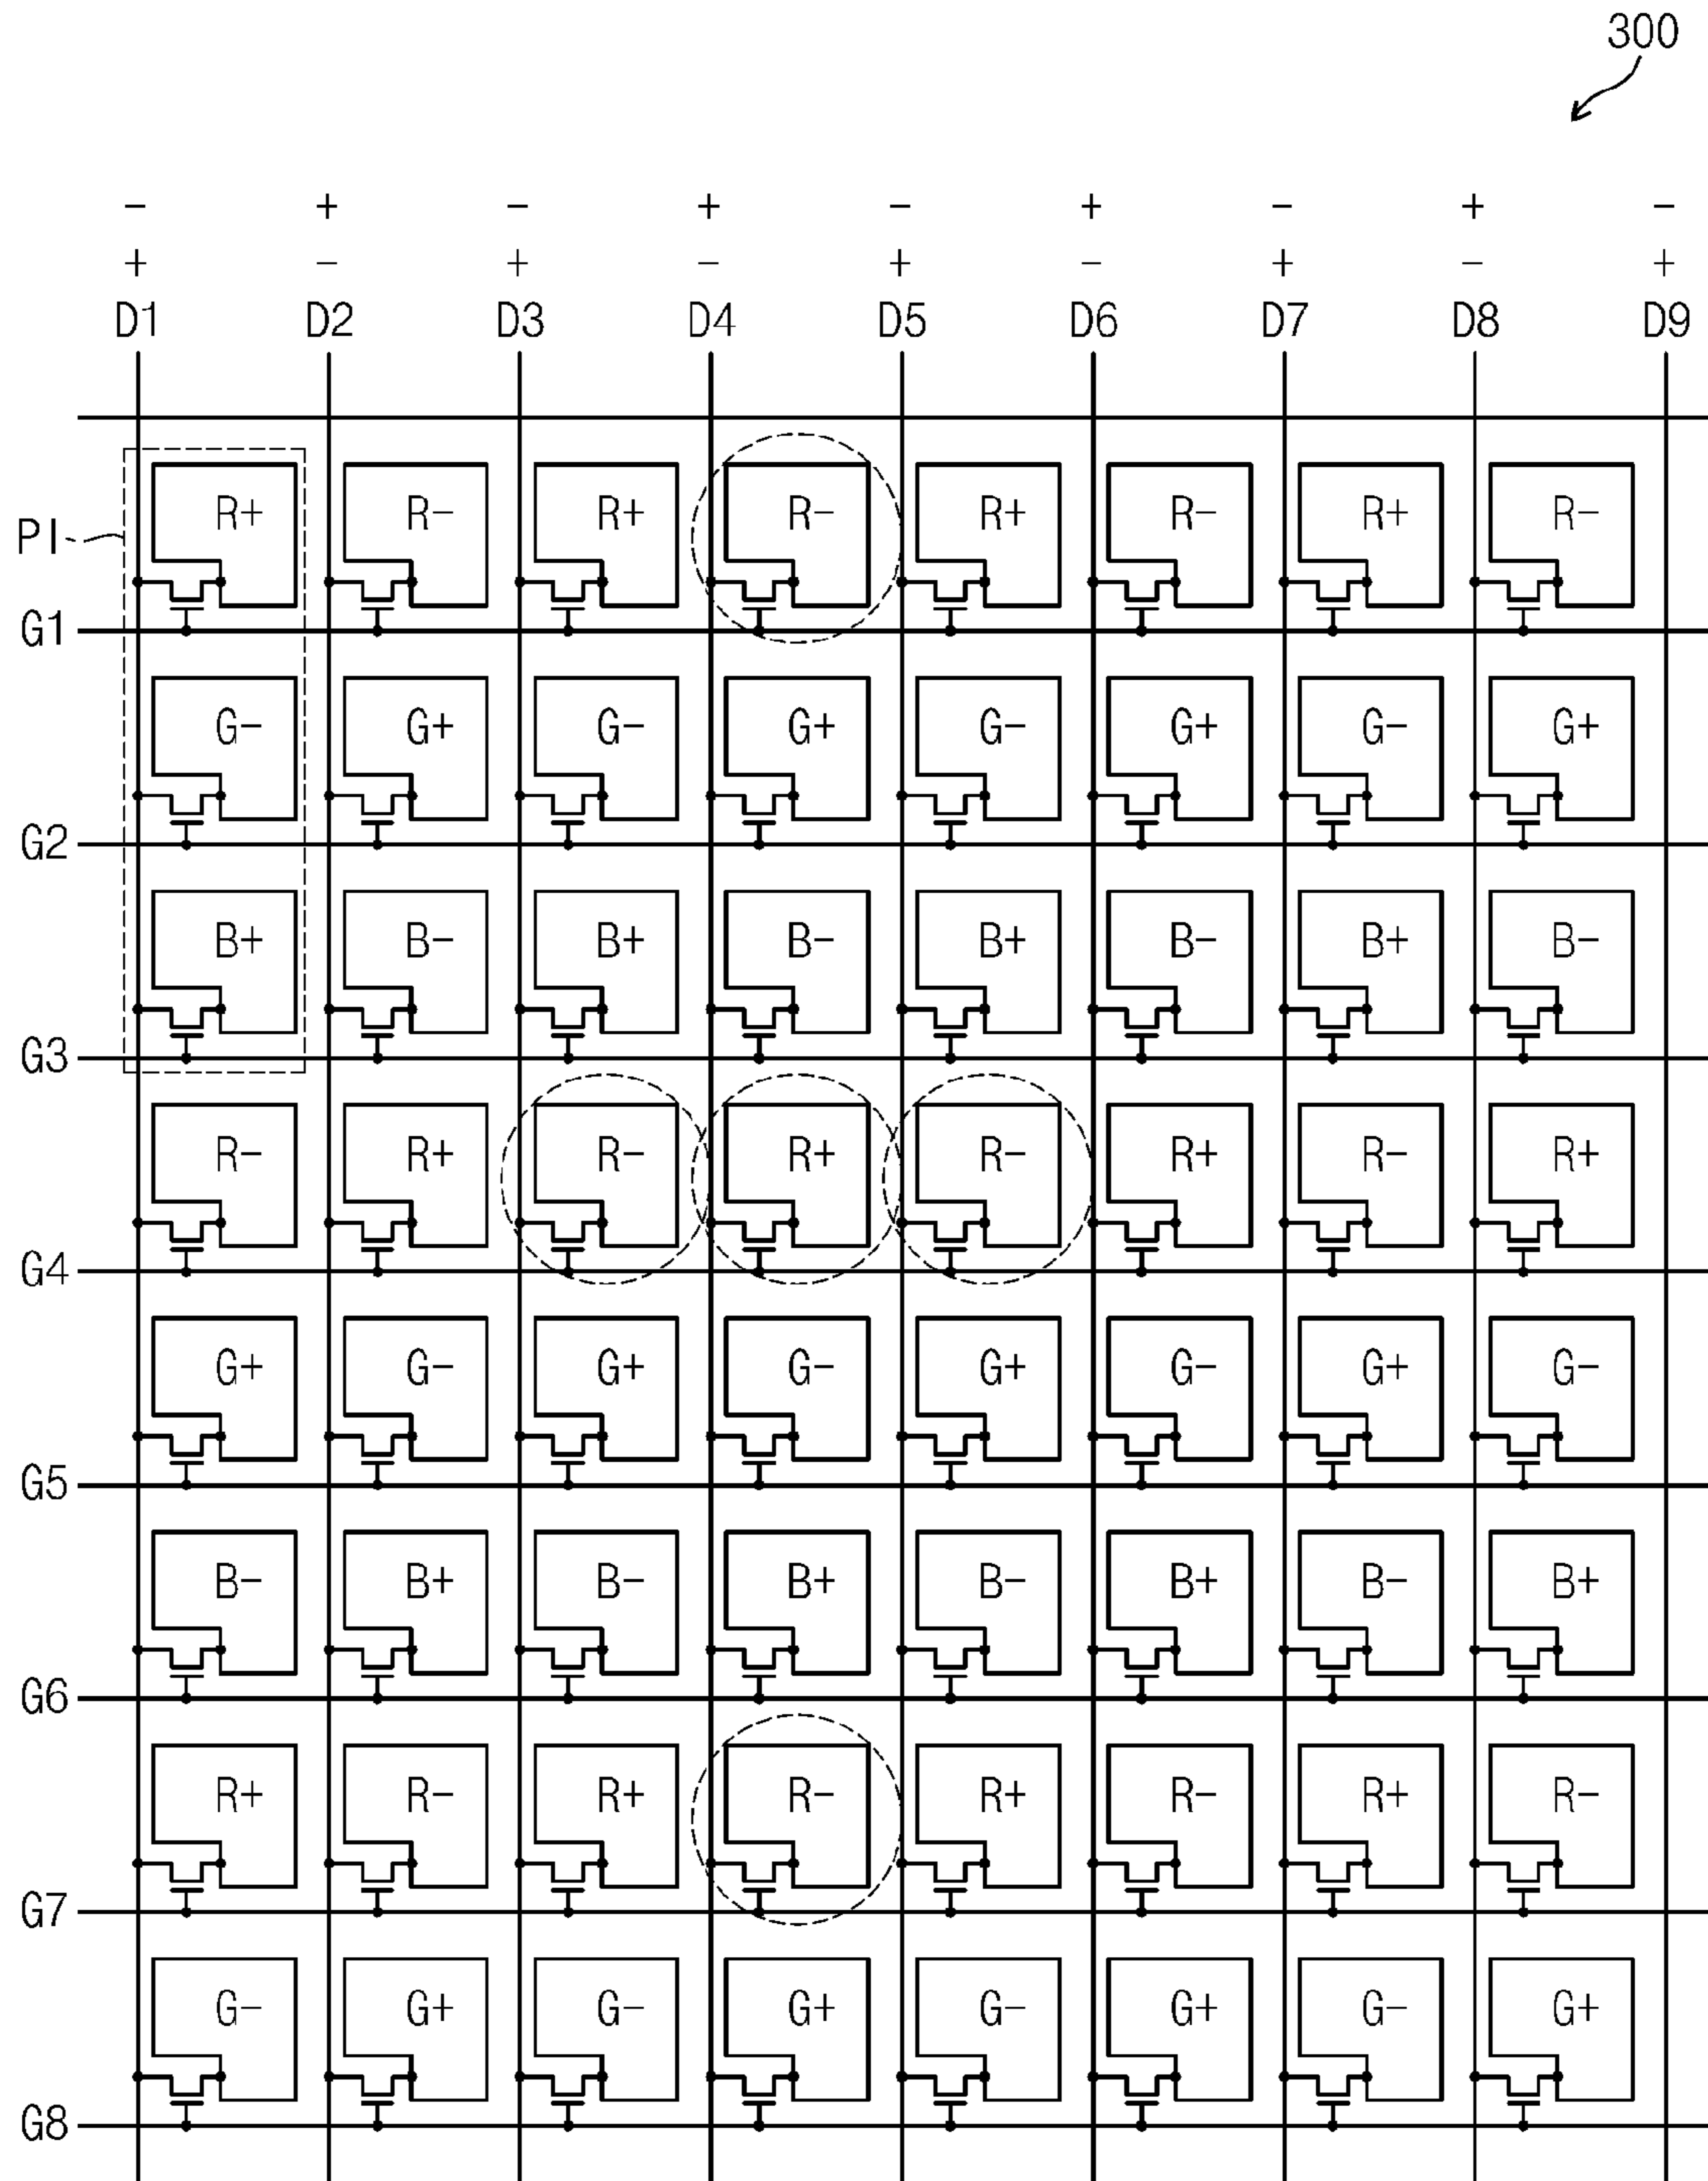 300
- + - + - + - + -
+ - + - + - + - +
D1 D2 D3 D4 D5 D6 D7 D8 D9
PI
R+ R- R+ R- R+ R- R+ R-
G1
G- G+ G- G+ G- G+ G- G+
G2
B+ B- B+ B- B+ B- B+ B-
G3
R- R+ R- R+ R- R+ R- R+
G4
G+ G- G+ G- G+ G- G+ G-
G5
B- B+ B- B+ B- B+ B- B+
G6
R+ R- R+ R- R+ R- R+ R-
G7
G- G+ G- G+ G- G+ G- G+
G8